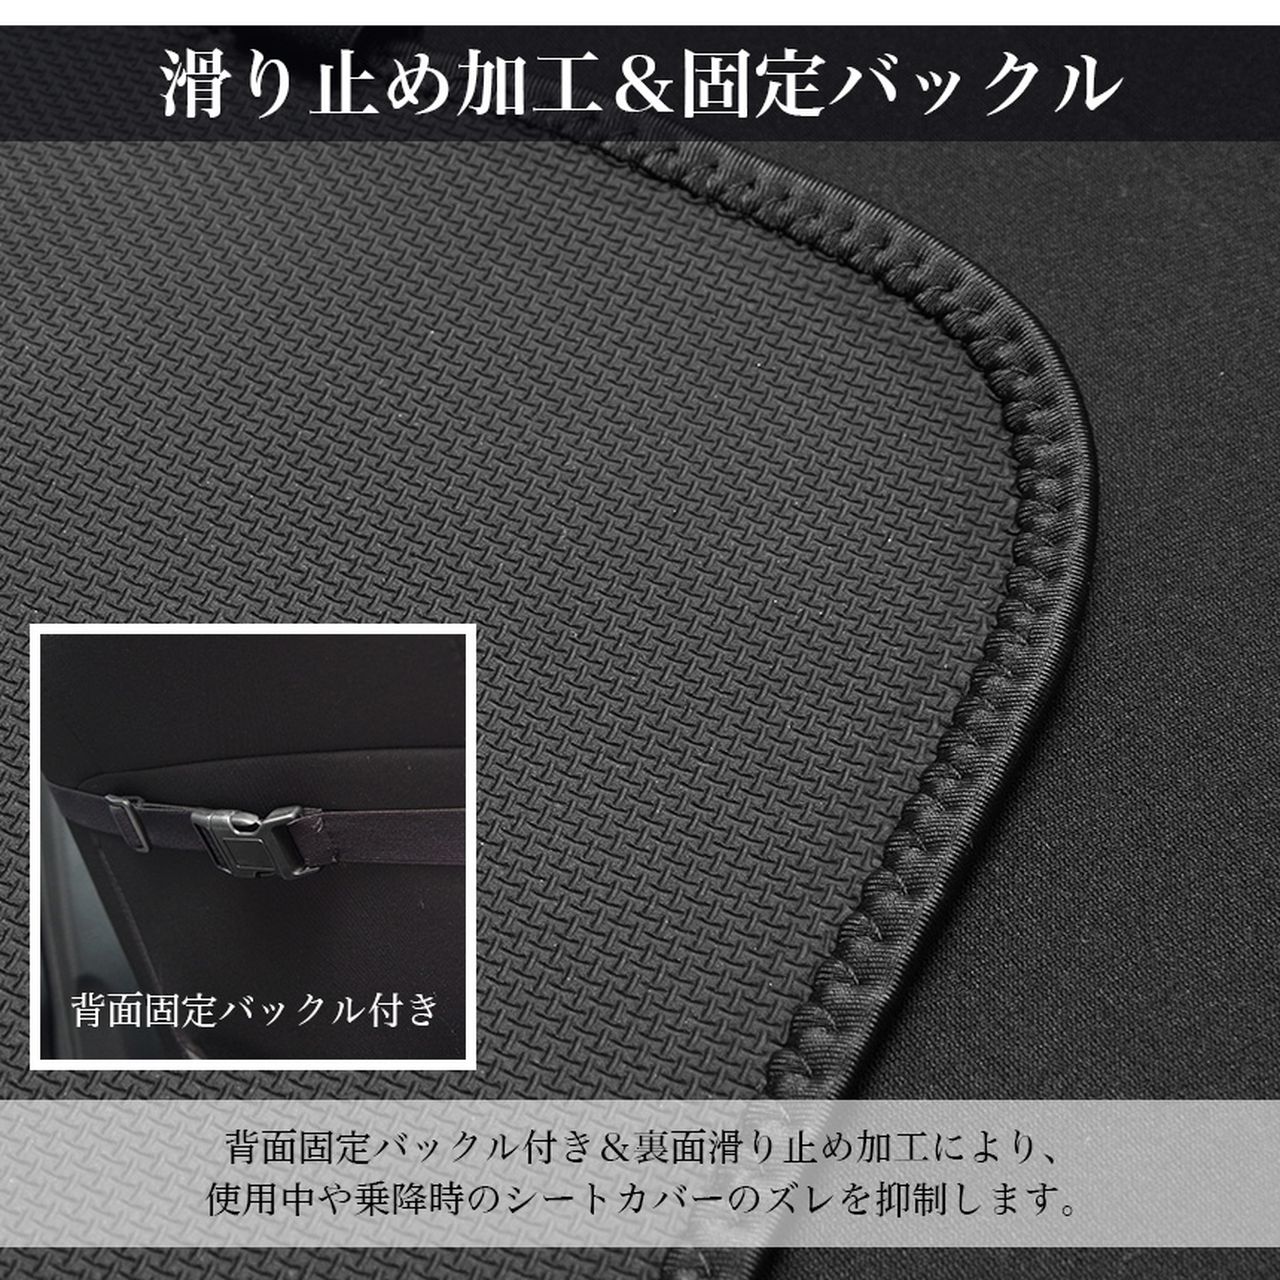 滑り止め加工＆固定バックル
背面固定バックル付き
背面固定バックル付き＆裏面滑り止め加工により、
使用中や乗降時のシートカバーのズレを抑制します。